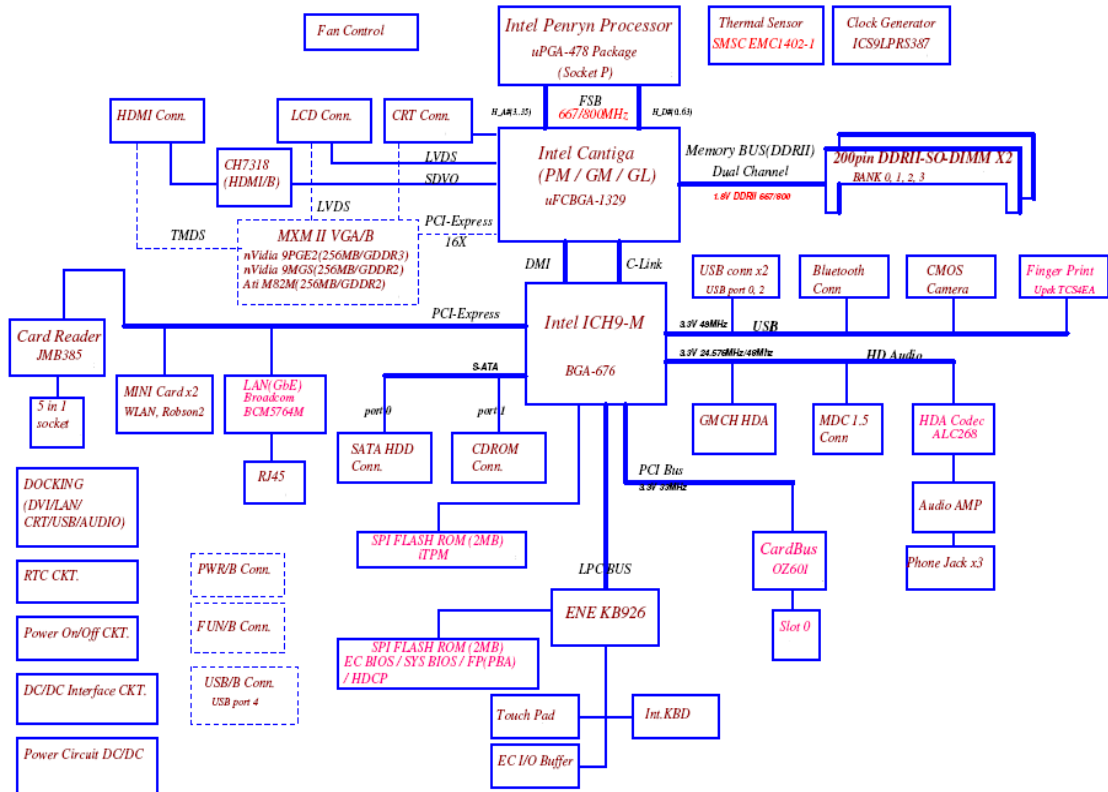 Fan Control
Intel Penryn Processor
uPGA-478 Package
(Socket P)
Thermal Sensor
SMSC EMC1402-1
Clock Generator
ICS9LPRS387
H_A#(3..35)
FSB
667/800MHz
H_D#(0..63)
HDMI Conn.
LCD Conn.
CRT Conn.
CH7318
(HDMI/B)
LVDS
SDVO
Intel Cantiga
(PM / GM / GL)
uFCBGA-1329
Memory BUS(DDRII)
Dual Channel
1.8V DDRII 667/800
200pin DDRII-SO-DIMM X2
BANK 0, 1, 2, 3
TMDS
LVDS
PCI-Express
16X
MXM II VGA/B
nVidia 9PGE2(256MB/GDDR3)
nVidia 9MGS(256MB/GDDR2)
Ati M82M(256MB/GDDR2)
DMI
C-Link
USB conn x2
USB port 0, 2
Bluetooth
Conn
CMOS
Camera
Finger Print
Upek TCS4EA
PCI-Express
Intel ICH9-M
BGA-676
3.3V 48MHz
USB
3.3V 24.576MHz/48Mhz
HD Audio
Card Reader
JMB385
5 in 1
socket
MINI Card x2
WLAN, Robson2
LAN(GbE)
Broadcom
BCM5764M
RJ45
S-ATA
port 0
port 1
SATA HDD
Conn.
CDROM
Conn.
GMCH HDA
MDC 1.5
Conn
HDA Codec
ALC268
Audio AMP
Phone Jack x3
PCI Bus
3.3V 33MHz
DOCKING
(DVI/LAN/
CRT/USB/AUDIO)
SPI FLASH ROM (2MB)
iTPM
CardBus
OZ601
Slot 0
LPC BUS
RTC CKT.
PWR/B Conn.
ENE KB926
Power On/Off CKT.
FUN/B Conn.
SPI FLASH ROM (2MB)
EC BIOS / SYS BIOS / FP(PBA)
/ HDCP
DC/DC Interface CKT.
USB/B Conn.
USB port 4
Touch Pad
Int.KBD
Power Circuit DC/DC
EC I/O Buffer